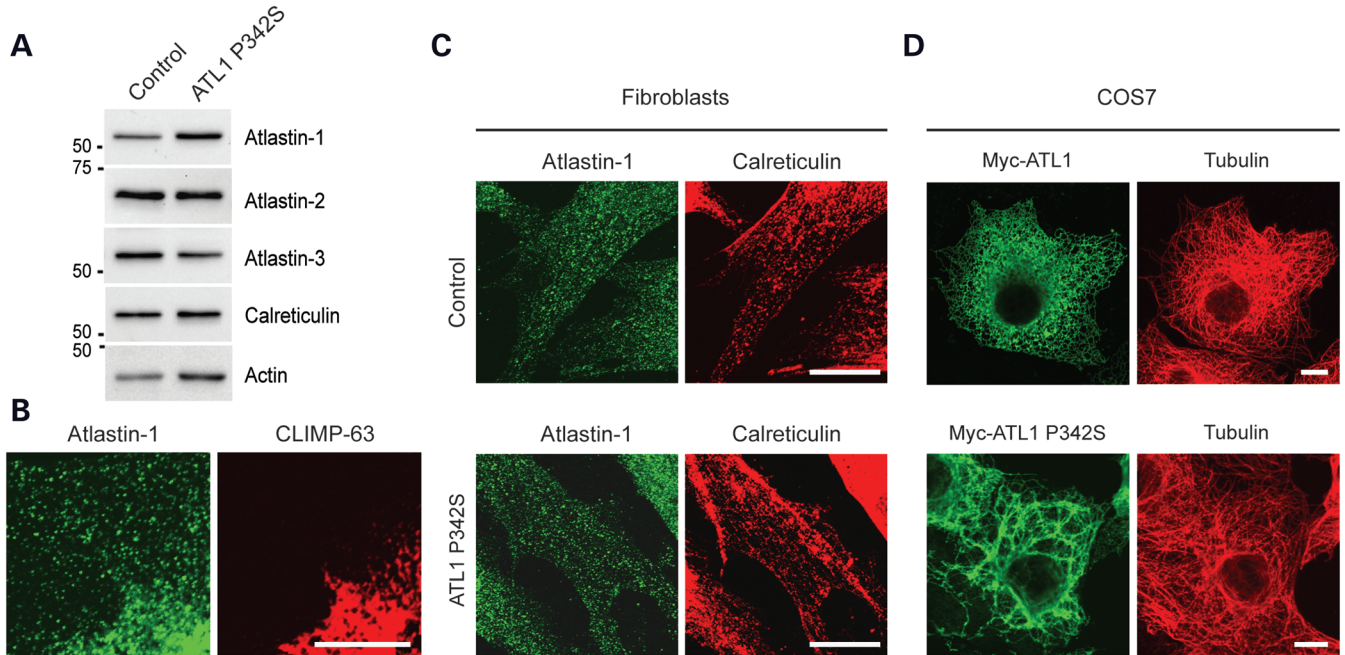 A
Control
ATL1 P342S
50
Atlastin-1
75
Atlastin-2
Atlastin-3
50
Calreticulin
50
50
Actin
B
Atlastin-1
CLIMP-63
C
Fibroblasts
Atlastin-1
Calreticulin
Control
Atlastin-1
Calreticulin
ATL1 P342S
D
COS7
Myc-ATL1
Tubulin
Myc-ATL1 P342S
Tubulin